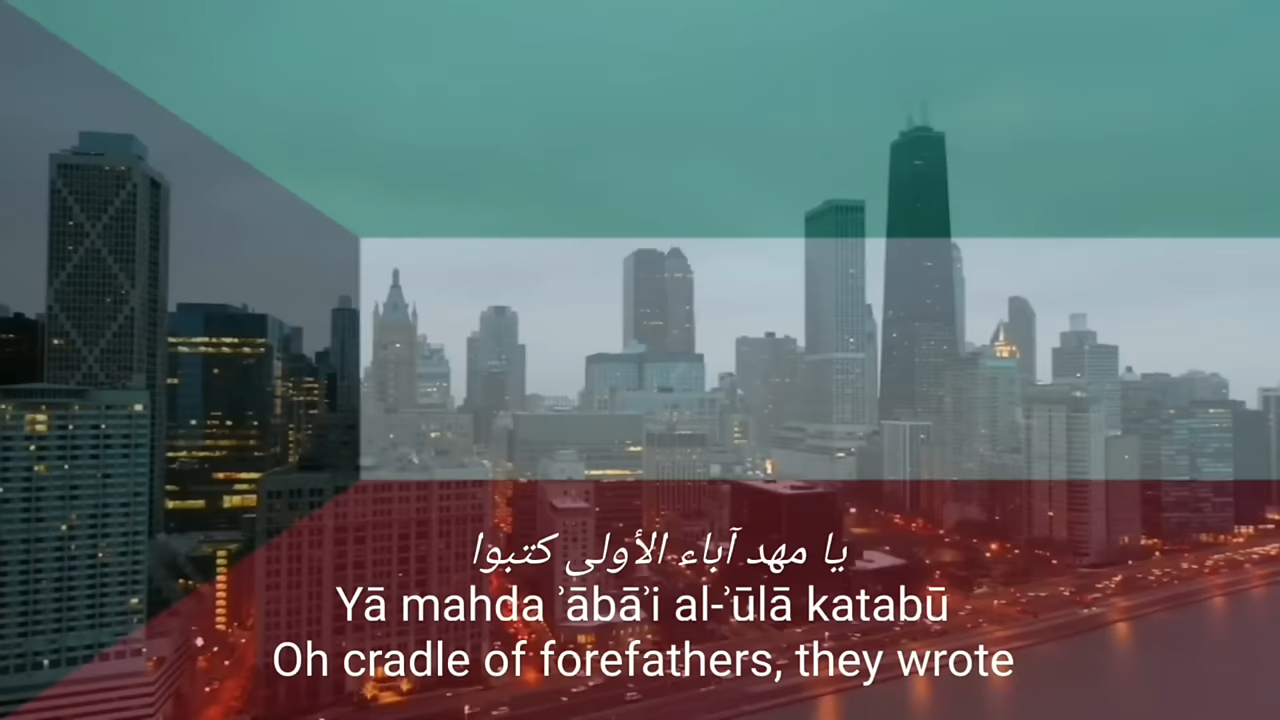 يا مهد آباء الأولى كتبوا
Yā mahda ʾābāʾi al-ʾūlā katabū
Oh cradle of forefathers, they wrote